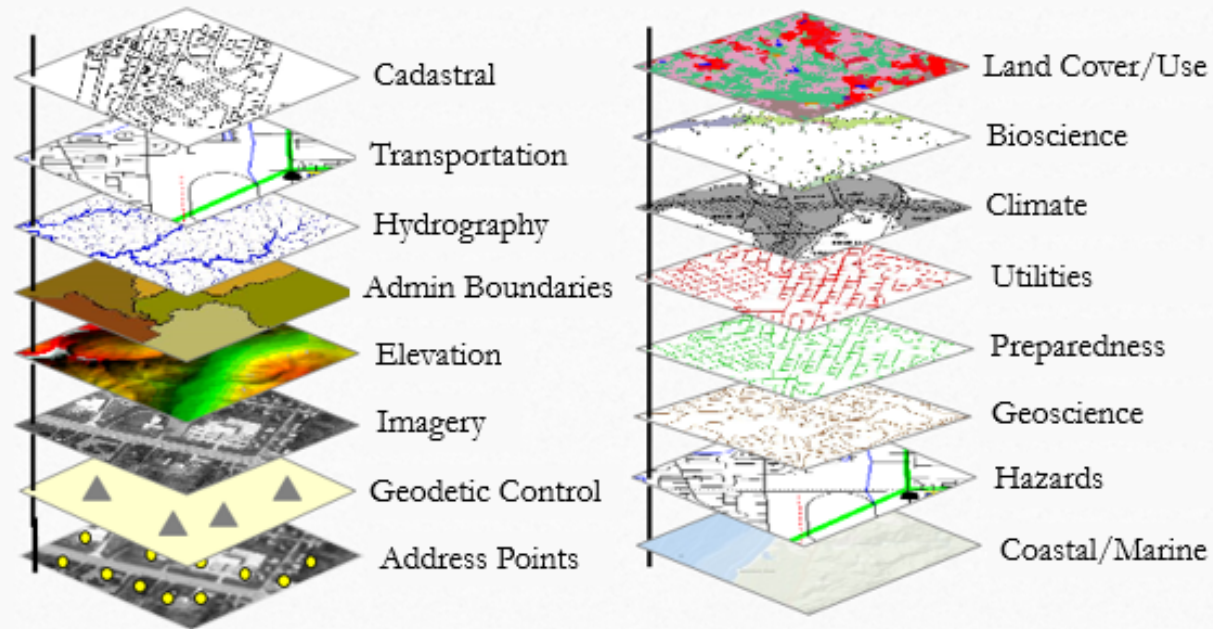 Cadastral
Transportation
Hydrography
Admin Boundaries
Elevation
Imagery
Geodetic Control
Address Points
Land Cover/Use
Bioscience
Climate
Utilities
Preparedness
Geoscience
Hazards
Coastal/Marine